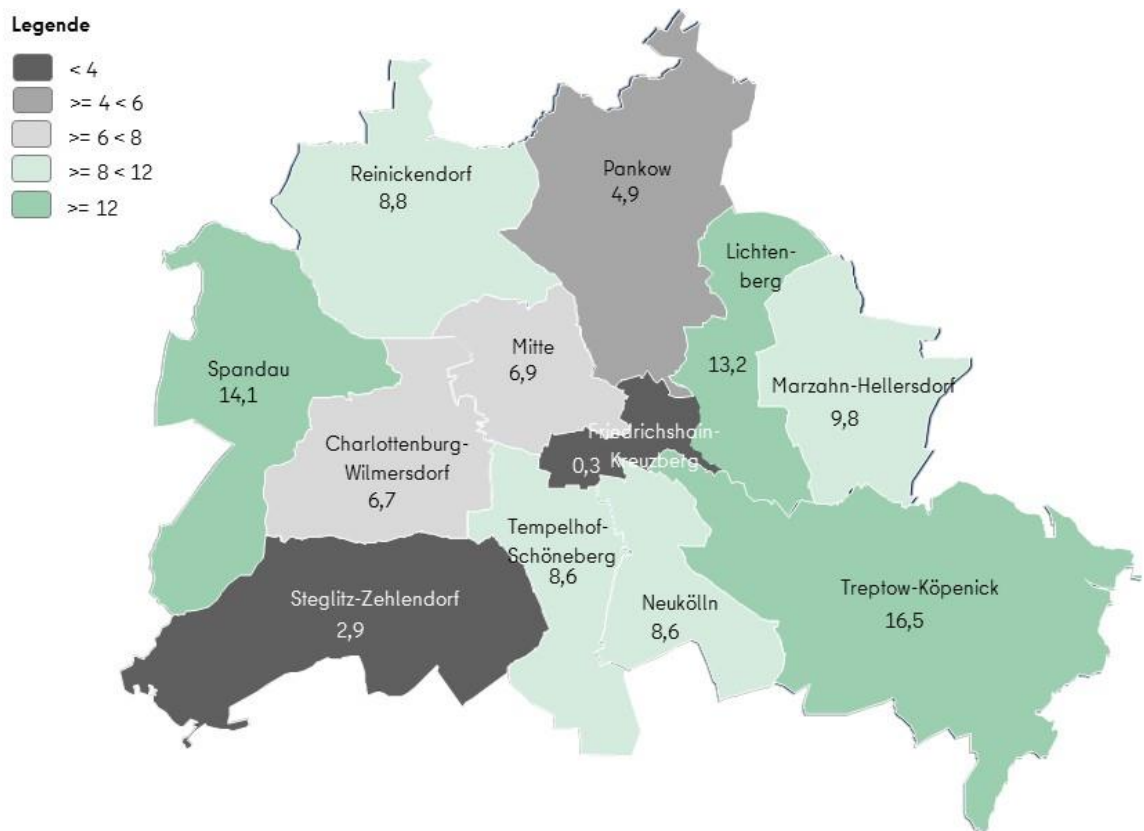 Legende
< 4
>= 4 < 6
>= 6 < 8
>= 8 < 12
>= 12
Reinickendorf
8,8
Pankow
4,9
Lichten-
berg
13,2
Spandau
14,1
Mitte
6,9
Marzahn-Hellersdorf
9,8
Charlottenburg-
Wilmersdorf
6,7
Friedrichshain-
Kreuzberg
0,3
Tempelhof-
Schöneberg
8,6
Neukölln
8,6
Treptow-Köpenick
16,5
Steglitz-Zehlendorf
2,9